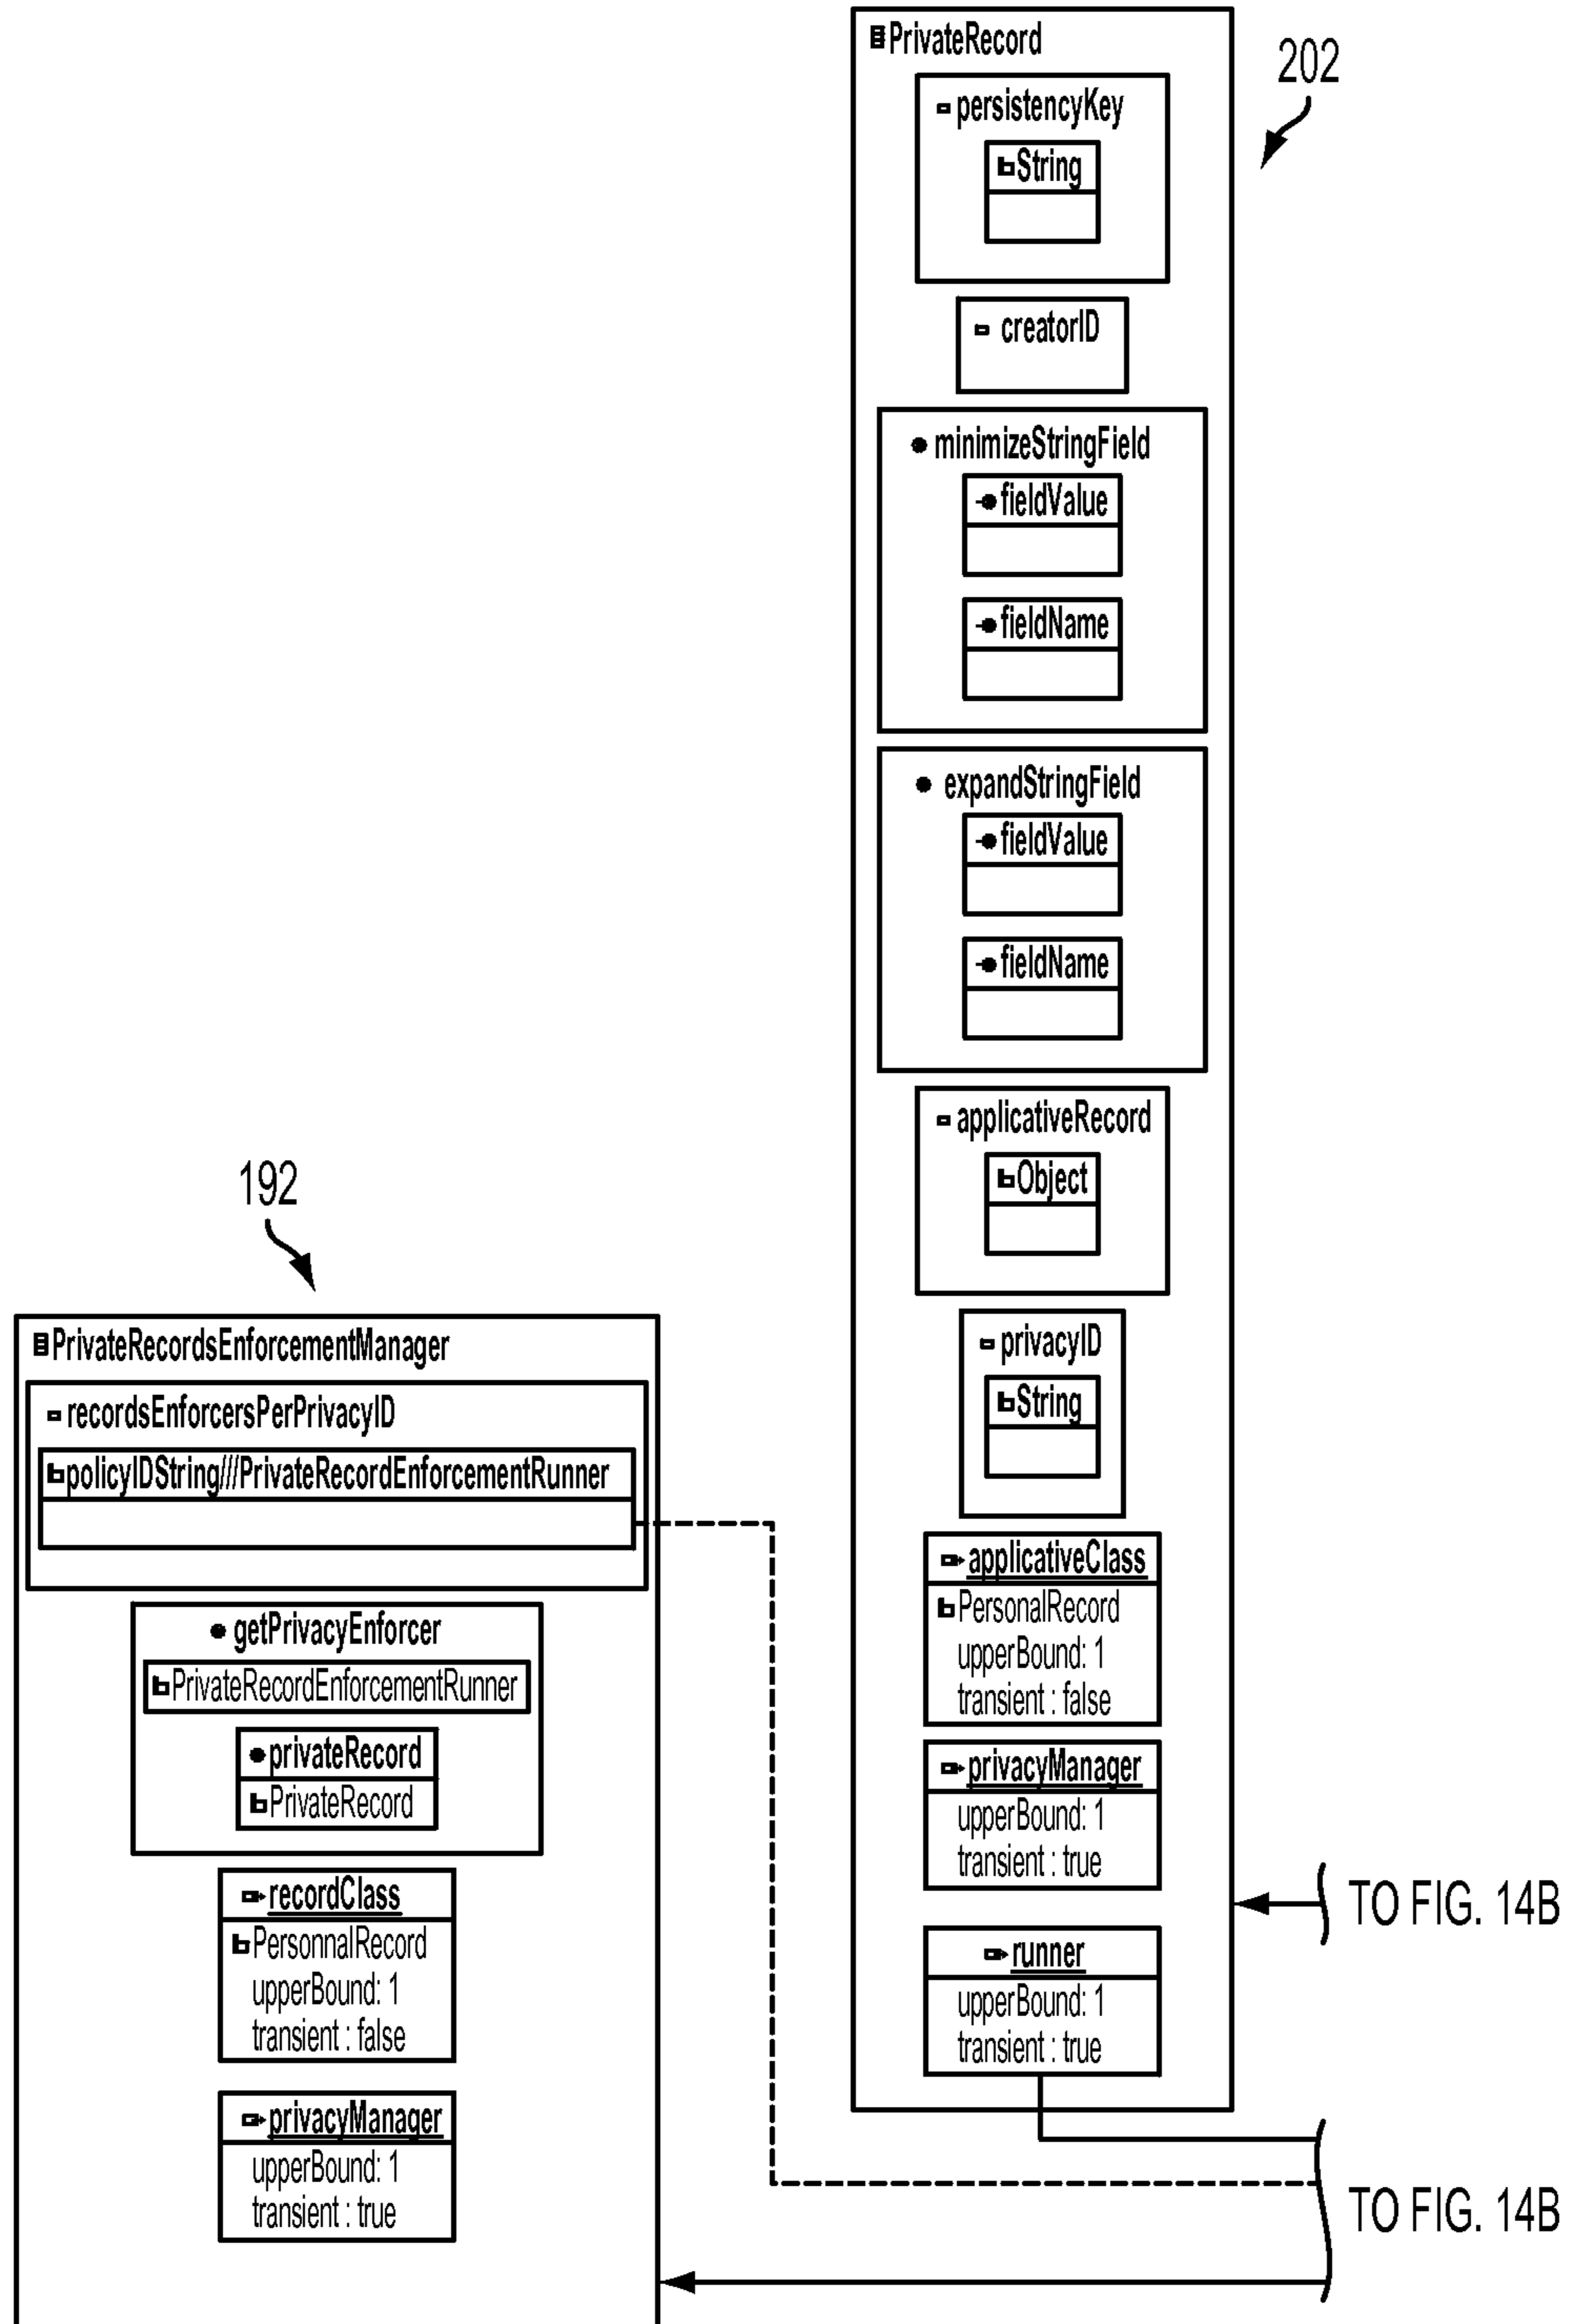 PrivateRecord
202
persistencyKey
String
creatorID
minimizeStringField
fieldValue
fieldName
expandStringField
fieldValue
fieldName
applicativeRecord
Object
privacyID
String
applicativeClass
PersonalRecord
upperBound: 1
transient : false
privacyManager
upperBound: 1
transient : true
TO FIG. 14B
runner
upperBound: 1
transient : true
TO FIG. 14B
192
PrivateRecordsEnforcementManager
recordsEnforcersPerPrivacyID
policyIDString///PrivateRecordEnforcementRunner
getPrivacyEnforcer
PrivateRecordEnforcementRunner
privateRecord
PrivateRecord
recordClass
PersonnalRecord
upperBound: 1
transient : false
privacyManager
upperBound: 1
transient : true